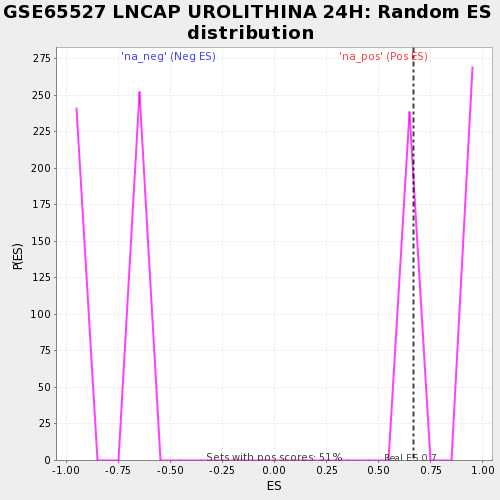 GSE65527 LNCAP UROLITHINA 24H: Random ES
distribution
'na_neg' (Neg ES)
'na_pos' (Pos ES)
275
250
225
200
175
150
125
100
75
50
25
0
P(ES)
Sets with pos scores: 51%
Real ES 0.7
-1.00 -0.75 -0.50 -0.25 0.00 0.25 0.50 0.75 1.00
ES